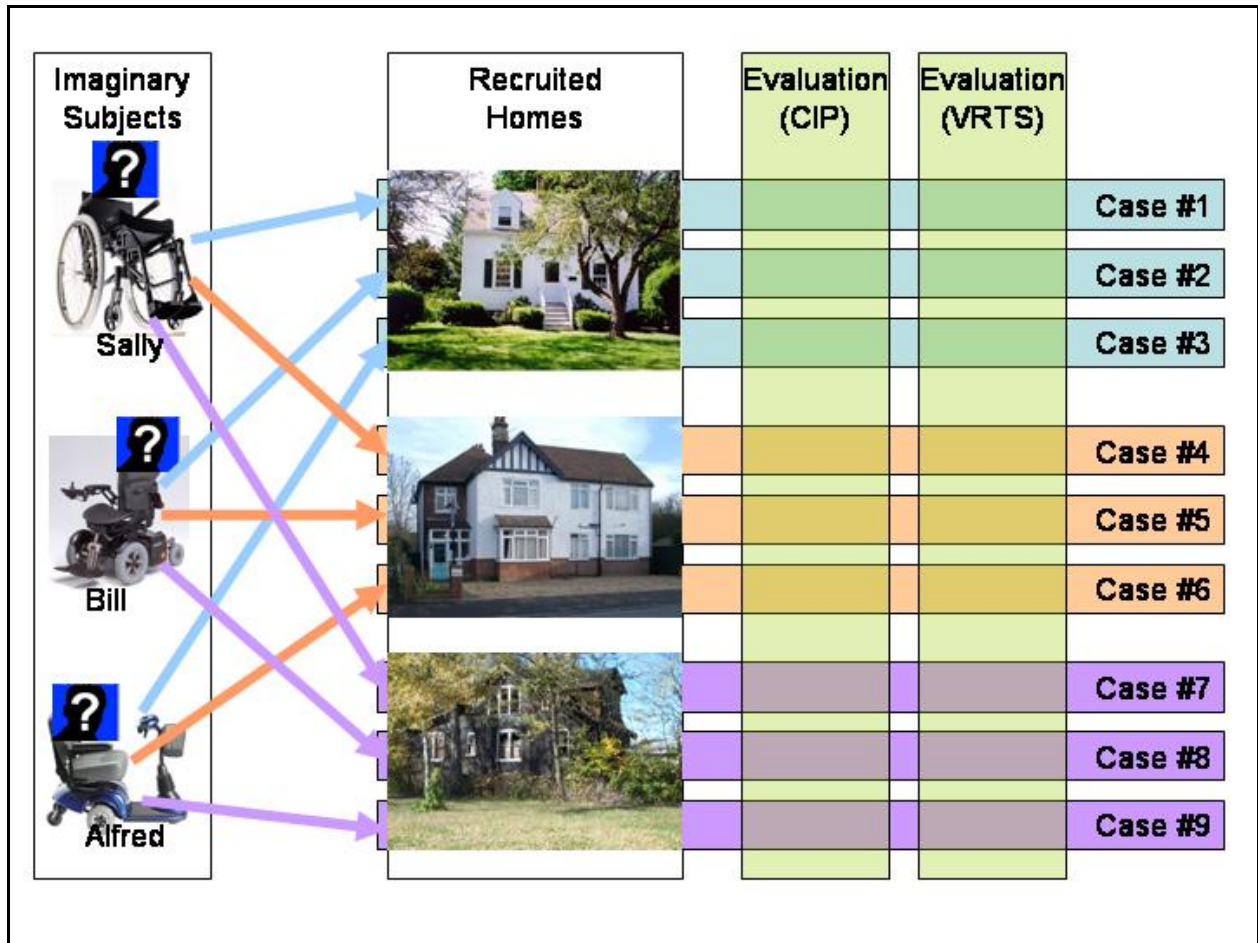 Imaginary
Subjects
?
Sally
?
Bill
?
Alfred
Recruited
Homes
Evaluation
(CIP)
Evaluation
(VRTS)
Case #1
Case #2
Case #3
Case #4
Case #5
Case #6
Case #7
Case #8
Case #9